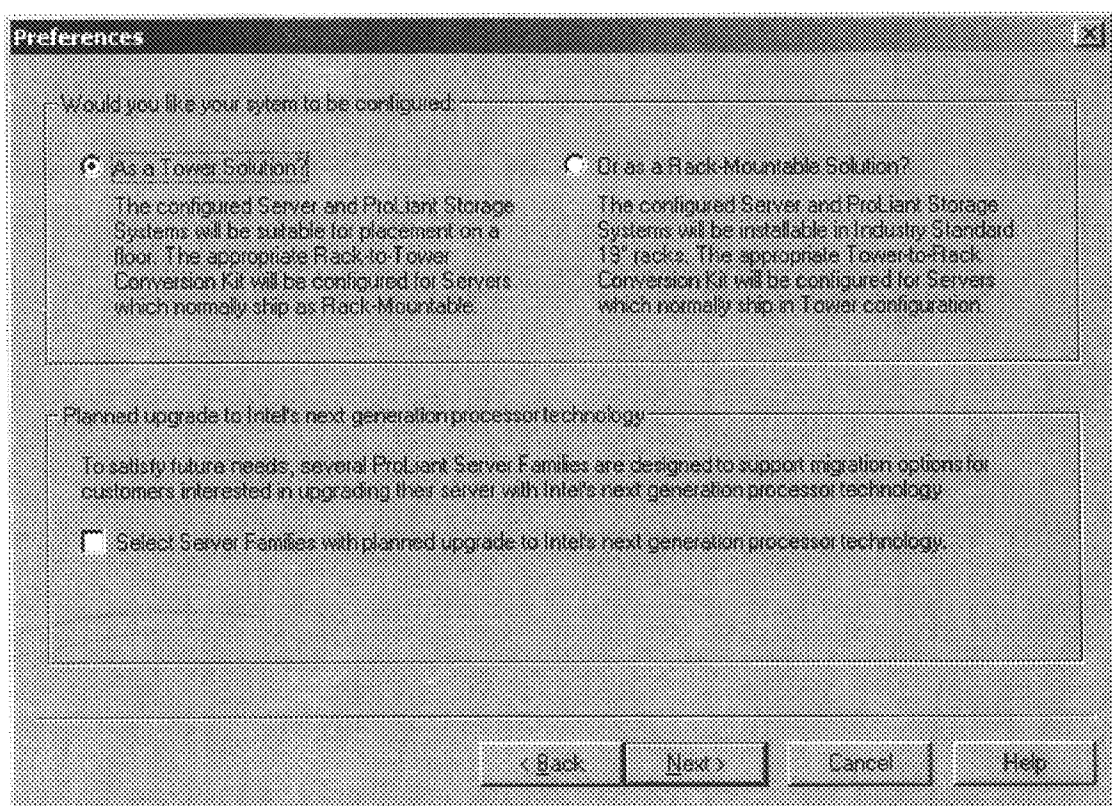 Preferences
Would you like your sytem to be configured:
As a Tower Solution?
The configured Server and ProLiant Storage
Systems will be suitable for placement on a
floor. The appropriate Rack-to-Tower
Conversion Kit will be configured for Servers
which normally ship as Rack-Mountable.
Or as a Rack-Mountable Solution?
The configured Server and ProLiant Storage
Systems will be installable in Industry Standard
19" racks. The appropriate Tower-to-Rack
Conversion Kit will be configured for Servers
which normally ship in Tower configuration.
Planned upgrade to Intel's next generation processor technology
To satisfy future needs, several ProLiant Server Families are designed to support migration options for
customers interested in upgrading their server with Intel's next generation processor technology.
Select Server Families with planned upgrade to Intel's next generation processor technology.
< Back
Next >
Cancel
Help